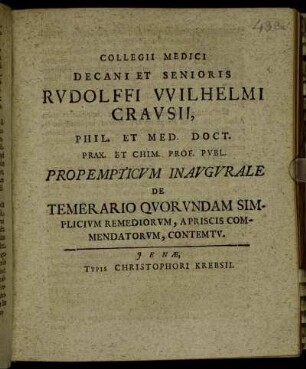 COLLEGII MEDICI
DECANI ET SENIORIS
RVDOLFFI VVILHELMI
CRAVSII,
PHIL. ET MED. DOCT.
PRAX. ET CHIM. PROF. PVBL.
PROPEMPTICVM INAVGVRALE
DE
TEMERARIO QVORVNDAM SIM-
PLICIVM REMEDIORVM, A PRISCIS COM-
MENDATORVM, CONTEMTV.
JENÆ,
TYPIS CHRISTOPHORI KREBSII.